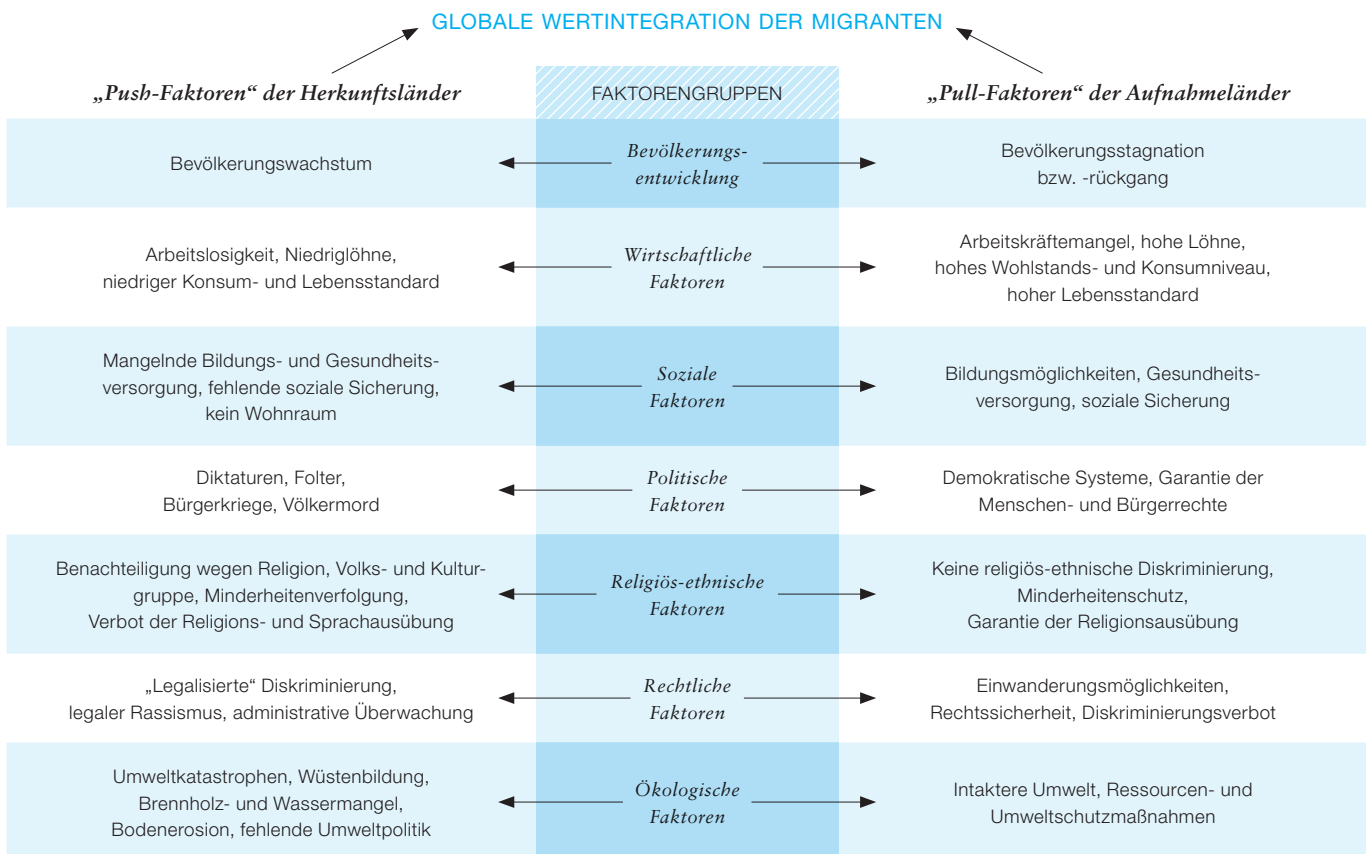 GLOBALE WERTINTEGRATION DER MIGRANTEN
„Push-Faktoren“ der Herkunftsländer
FAKTORENGRUPPEN
„Pull-Faktoren“ der Aufnahmeländer
Bevölkerungswachstum
Bevölkerungs-
entwicklung
Bevölkerungsstagnation
bzw. -rückgang
Arbeitslosigkeit, Niedriglöhne,
niedriger Konsum- und Lebensstandard
Wirtschaftliche
Faktoren
Arbeitskräftemangel, hohe Löhne,
hohes Wohlstands- und Konsumniveau,
hoher Lebensstandard
Mangelnde Bildungs- und Gesundheits-
versorgung, fehlende soziale Sicherung,
kein Wohnraum
Soziale
Faktoren
Bildungsmöglichkeiten, Gesundheits-
versorgung, soziale Sicherung
Diktaturen, Folter,
Bürgerkriege, Völkermord
Politische
Faktoren
Demokratische Systeme, Garantie der
Menschen- und Bürgerrechte
Benachteiligung wegen Religion, Volks- und Kultur-
gruppe, Minderheitenverfolgung,
Verbot der Religions- und Sprachausübung
Religiös-ethnische
Faktoren
Keine religiös-ethnische Diskriminierung,
Minderheitenschutz,
Garantie der Religionsausübung
„Legalisierte“ Diskriminierung,
legaler Rassismus, administrative Überwachung
Rechtliche
Faktoren
Einwanderungsmöglichkeiten,
Rechtssicherheit, Diskriminierungsverbot
Umweltkatastrophen, Wüstenbildung,
Brennholz- und Wassermangel,
Bodenerosion, fehlende Umweltpolitik
Ökologische
Faktoren
Intaktere Umwelt, Ressourcen- und
Umweltschutzmaßnahmen